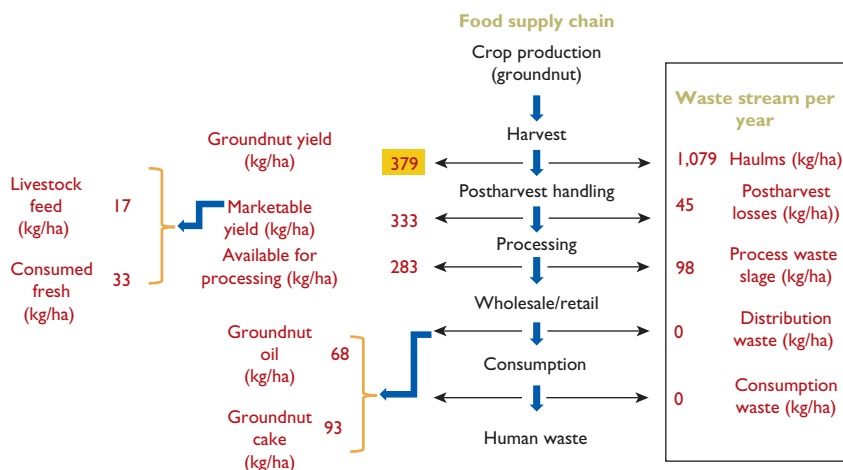 Food supply chain
Crop production
(groundnut)
Waste stream per
year
Groundnut yield
(kg/ha)
379
Harvest
1,079 Haulms (kg/ha)
Livestock
feed
(kg/ha)
17
Marketable
yield (kg/ha)
333
Postharvest handling
45
Postharvest
losses (kg/ha))
Consumed
fresh
(kg/ha)
33
Available for
processing (kg/ha)
283
Processing
98
Process waste
slage (kg/ha)
Wholesale/retail
Groundnut
oil
(kg/ha)
68
0
Distribution
waste (kg/ha)
Consumption
Groundnut
cake
(kg/ha)
93
0
Consumption
waste (kg/ha)
Human waste